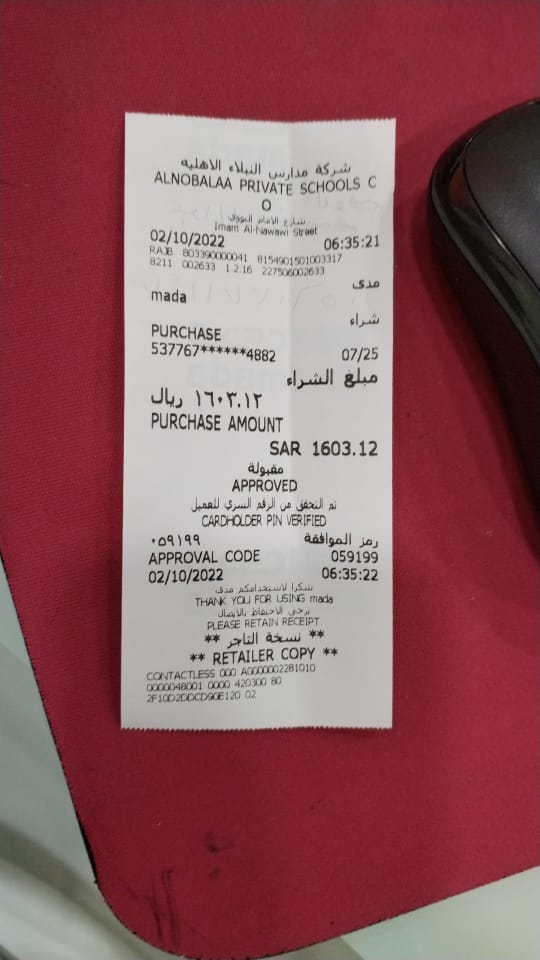 شركة مدارس النبلاء الاهلية
ALNOBALAA PRIVATE SCHOOLS C
O
شارع الامام النووي
Imam Al-Nawawi Street
02/10/2022 06:35:21
RAJB 803390000041 8154901501003317
8211 002633 1.2.16 227506002633
مدى
mada
شراء
PURCHASE
537767******4882 07/25
مبلغ الشراء
١٦٠٣.١٢ ريال
PURCHASE AMOUNT
SAR 1603.12
مقبولة
APPROVED
تم التحقق من الرقم السري للعميل
CARDHOLDER PIN VERIFIED
رمز الموافقة ٠٥٩١٩٩
APPROVAL CODE 059199
02/10/2022 06:35:22
شكرا لاستخدامكم مدى
THANK YOU FOR USING mada
يرجى الاحتفاظ بالايصال
PLEASE RETAIN RECEIPT
** نسخة التاجر **
** RETAILER COPY **
CONTACTLESS 000 A0000002281010
0000048001 0000 420300 80
2F10D2DDCD90E120 02